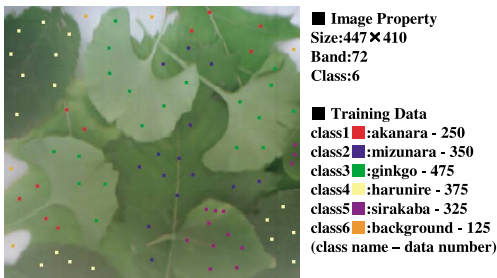 ■ Image Property
Size:447×410
Band:72
Class:6
■ Training Data
class1 :akanara - 250
class2 :mizunara - 350
class3 :ginkgo - 475
class4 :harunire - 375
class5 :sirakaba - 325
class6 :background - 125
(class name – data number)